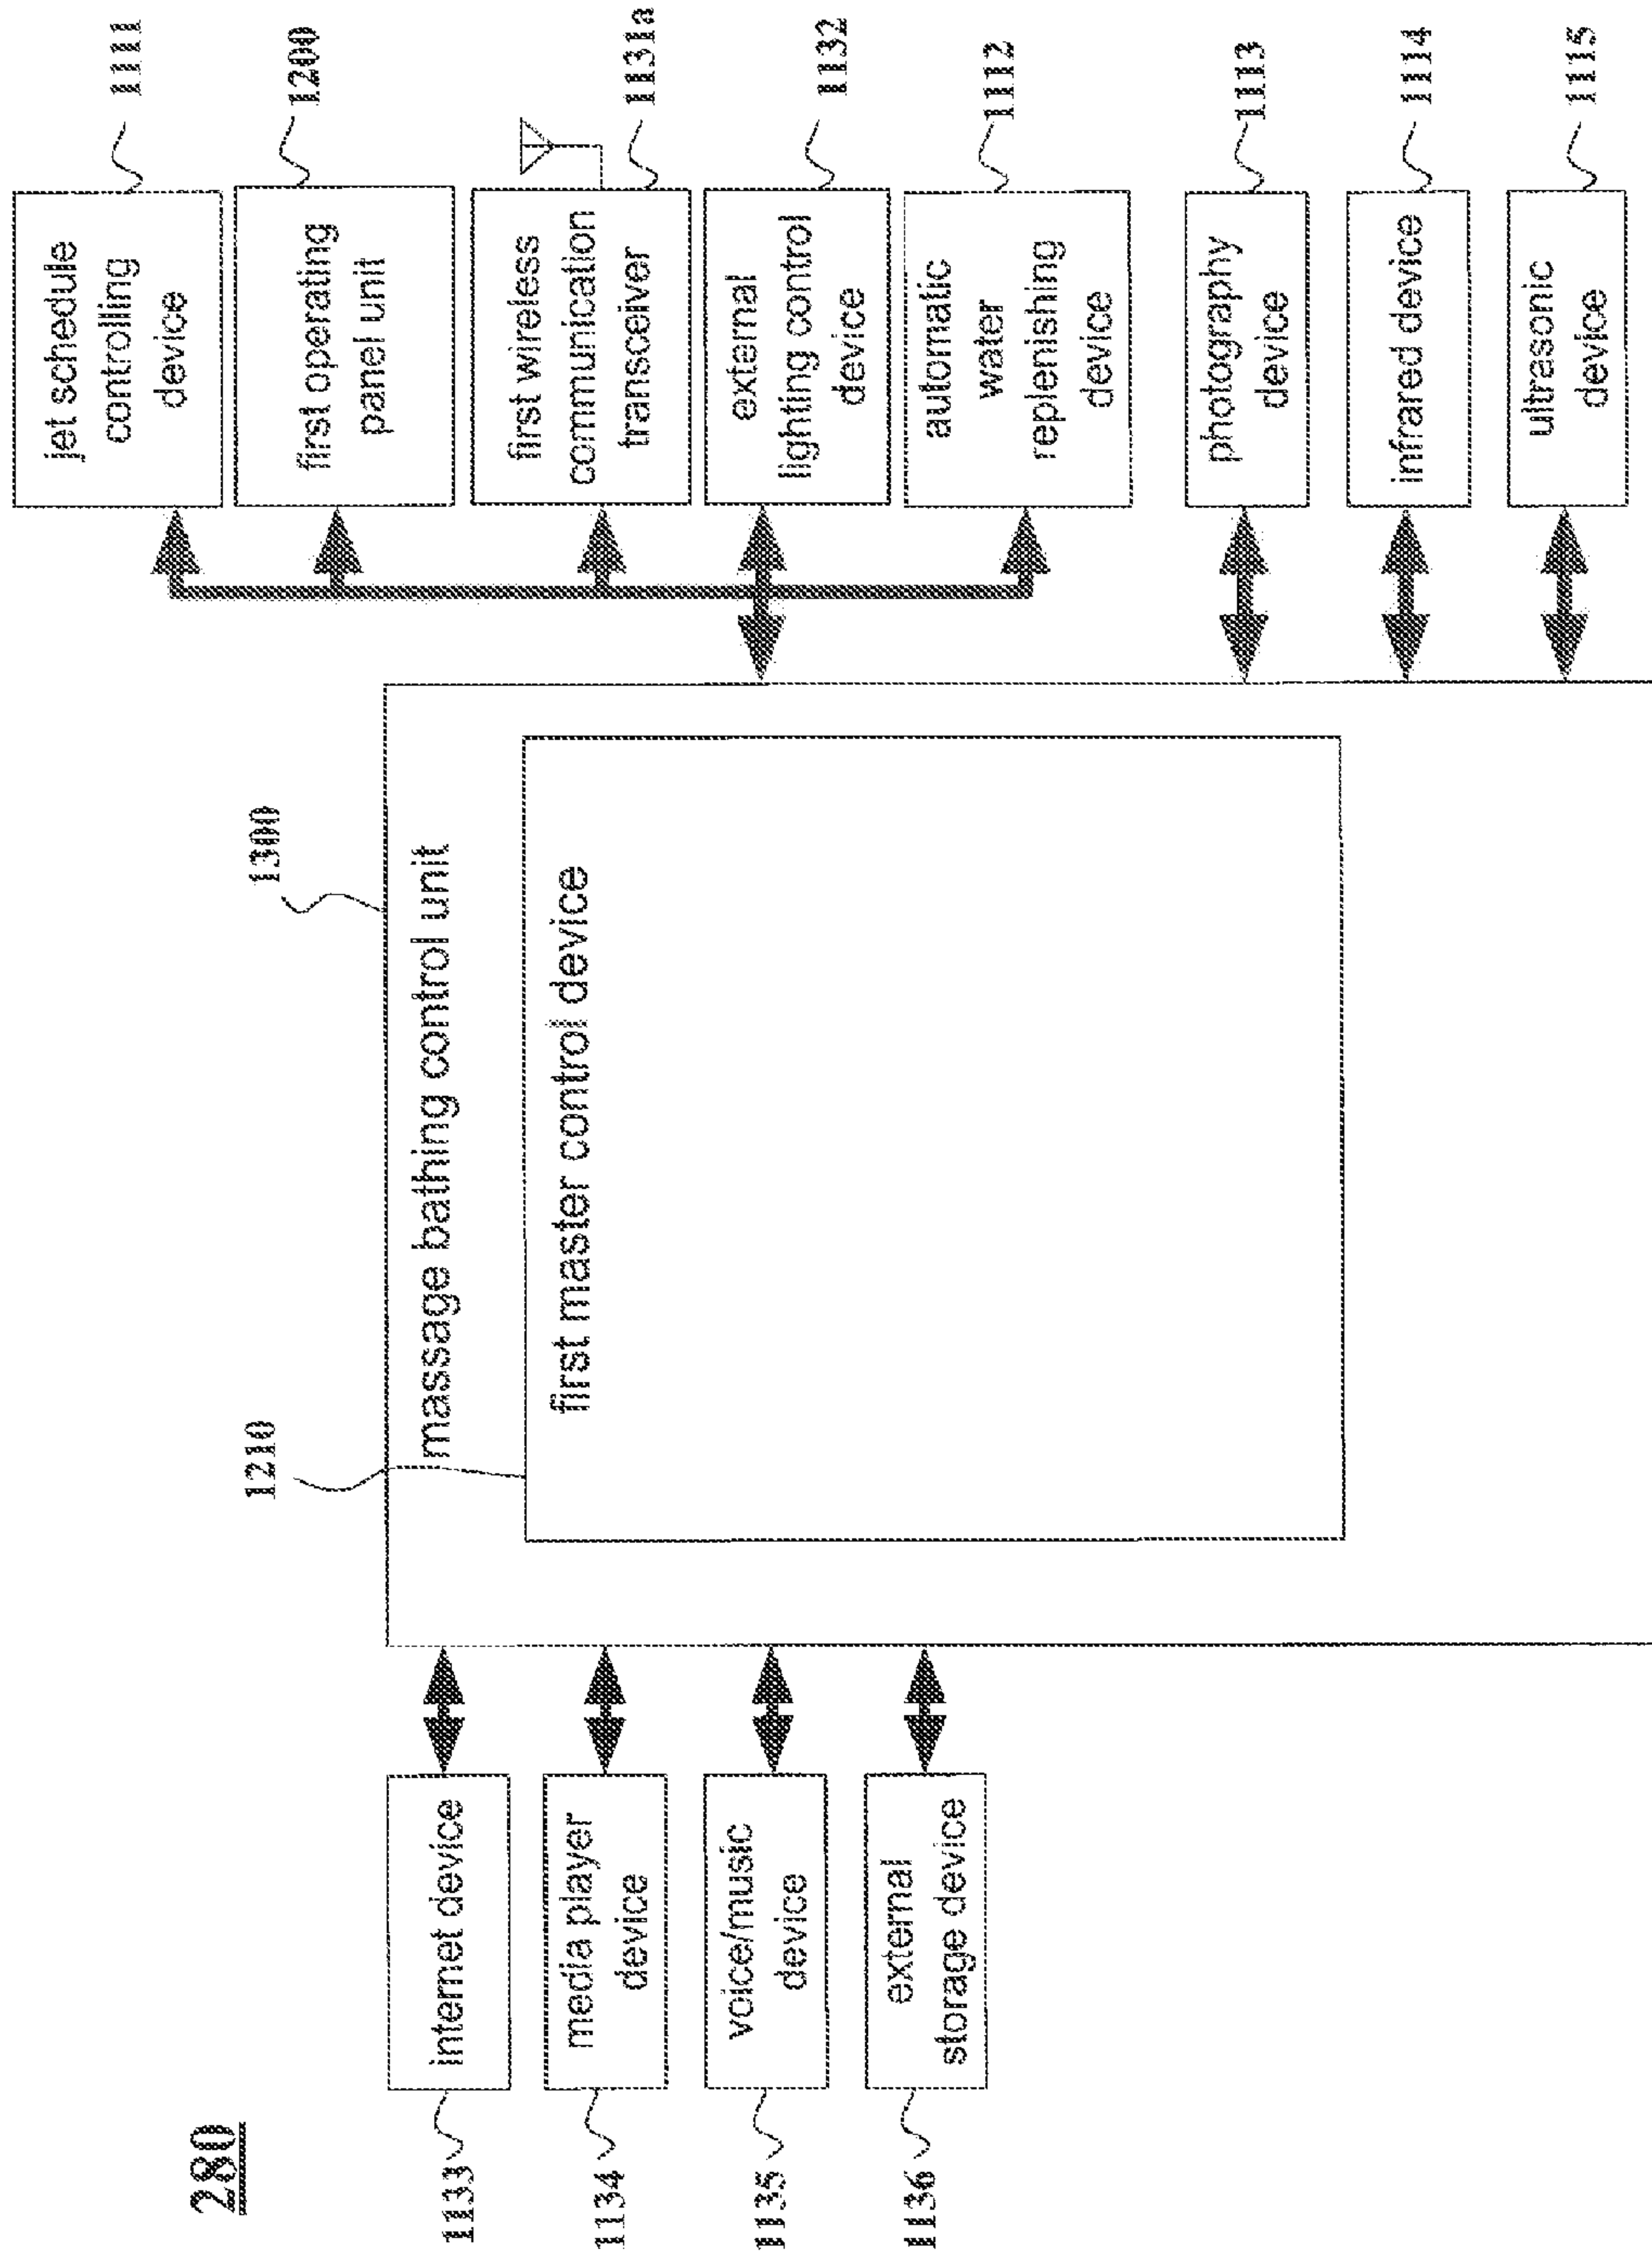 280
1133
internet device
1134
media player
device
1135
voice/music
device
1136
external
storage device
1300
massage bathing control unit
1210
first master control device
jet schedule
controlling
device
1111
first operating
panel unit
1200
first wireless
communication
transceiver
1131a
external
lighting control
device
1132
automatic
water
replenishing
device
1112
photography
device
1113
infrared device
1114
ultrasonic
device
1115